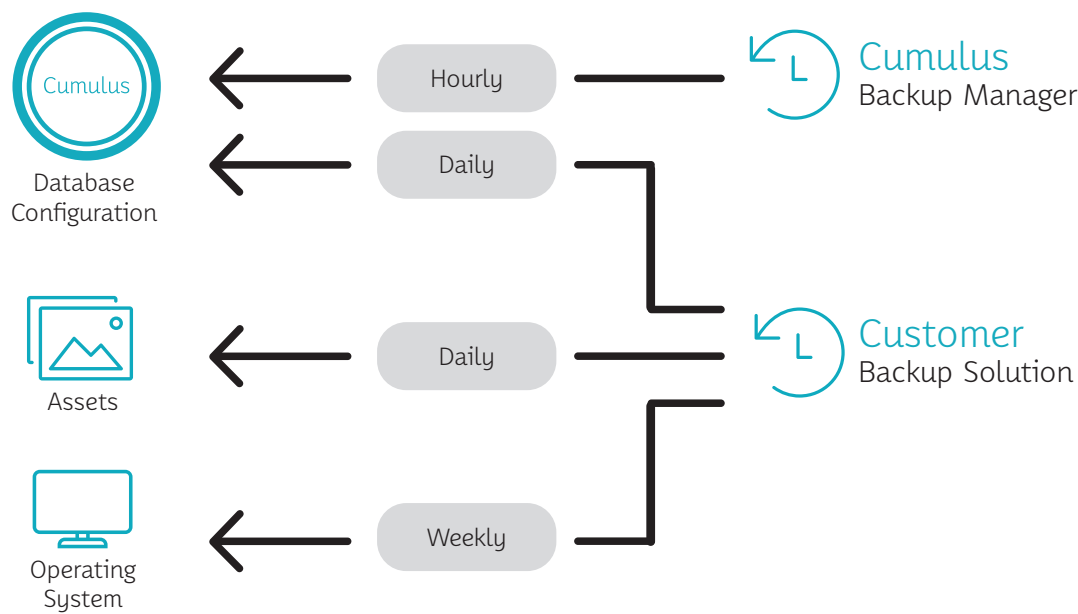 Cumulus
Database
Configuration
Hourly
Cumulus
Backup Manager
Daily
Assets
Daily
Customer
Backup Solution
Operating
System
Weekly